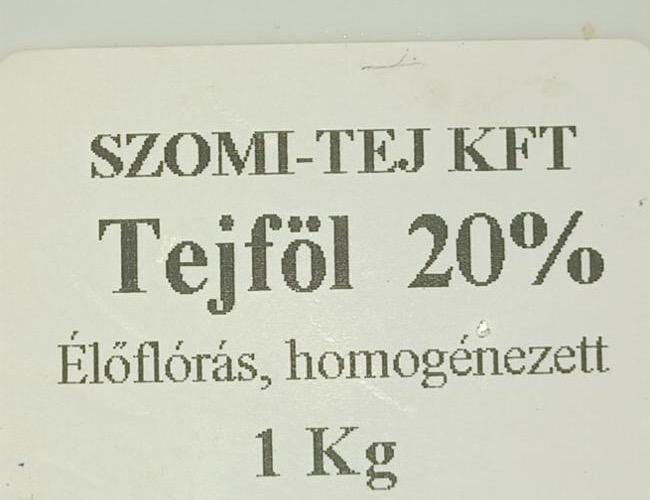 SZOMI-TEJ KFT
Tejföl 20%
Élőflórás, homogénezett
1 Kg